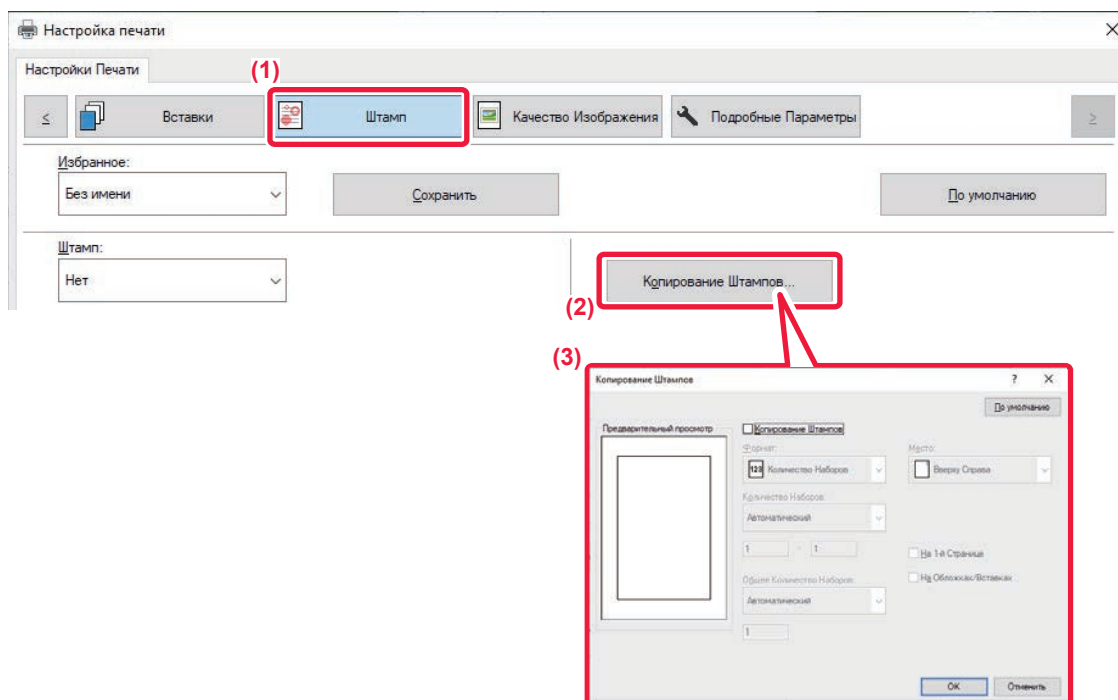 Настройка печати
Настройки Печати
(1)
< Вставки Штамп Качество Изображения Подробные Параметры >
Избранное:
Без имени Сохранить По умолчанию
Штамп:
Нет Копирование Штампов...
(2)
(3)
Копирование Штампов ? ×
По умолчанию
Предварительный просмотр Копирование Штампов
Формат: Место:
123 Количество Наборов Вверху Справа
Количество Наборов:
Автоматический
1 - 1 На 1-й Странице
Общее Количество Наборов: На Обложках/Вставках
Автоматический
1
OK Отменить